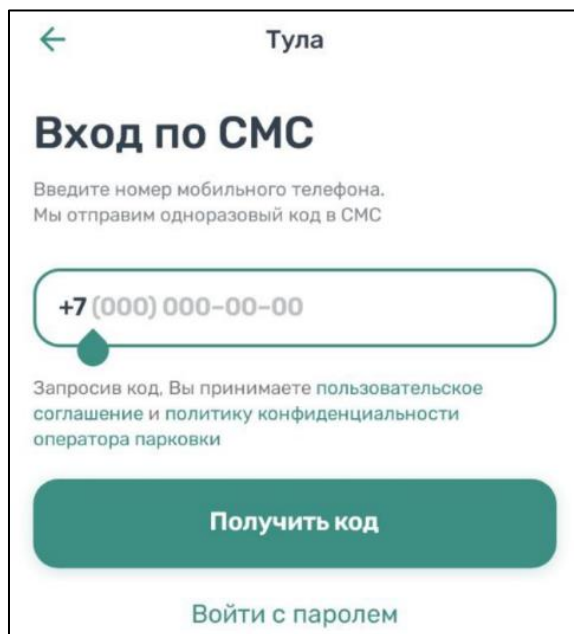 Тула
Вход по СМС
Введите номер мобильного телефона.
Мы отправим одноразовый код в СМС
+7 (000) 000-00-00
Запросив код, Вы принимаете пользовательское
соглашение и политику конфиденциальности
оператора парковки
Получить код
Войти с паролем